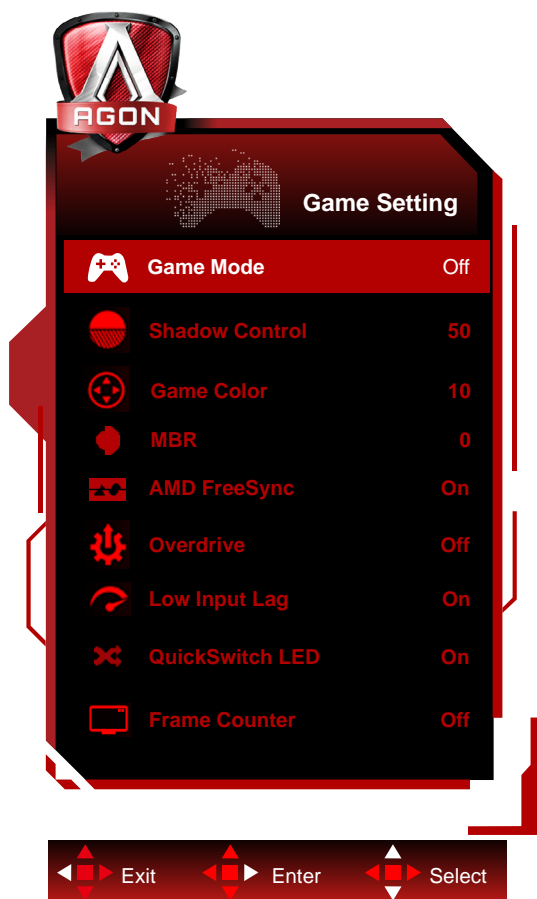 AGON
Game Setting
Game Mode Off
Shadow Control 50
Game Color 10
MBR 0
AMD FreeSync On
Overdrive Off
Low Input Lag On
QuickSwitch LED On
Frame Counter Off
Exit Enter Select